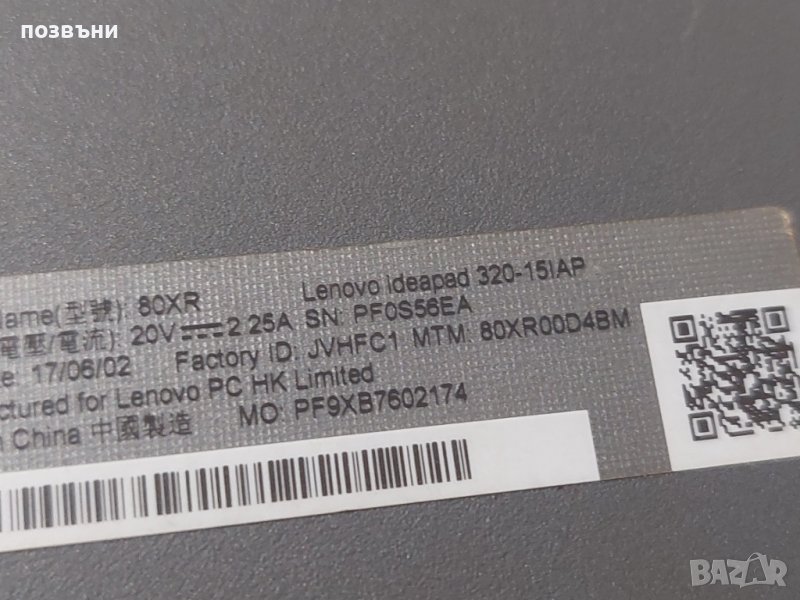 позвъни
Lenovo ideapad 320-15IAP
Name(型號): 80XR
電壓/電流): 20V 2.25A SN: PF0S56EA
e: 17/06/02 Factory ID: JVHFC1 MTM: 80XR00D4BM
ctured for Lenovo PC HK Limited
n China 中國製造 MO: PF9XB7602174
BAZAR